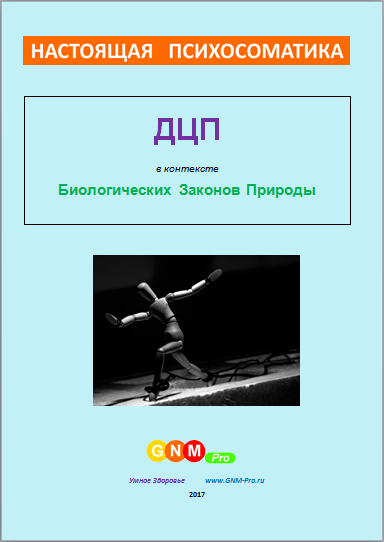 НАСТОЯЩАЯ ПСИХОСОМАТИКА
ДЦП
в контексте
Биологических Законов Природы
GNM Pro
Умное Здоровье www.GNM-Pro.ru
2017